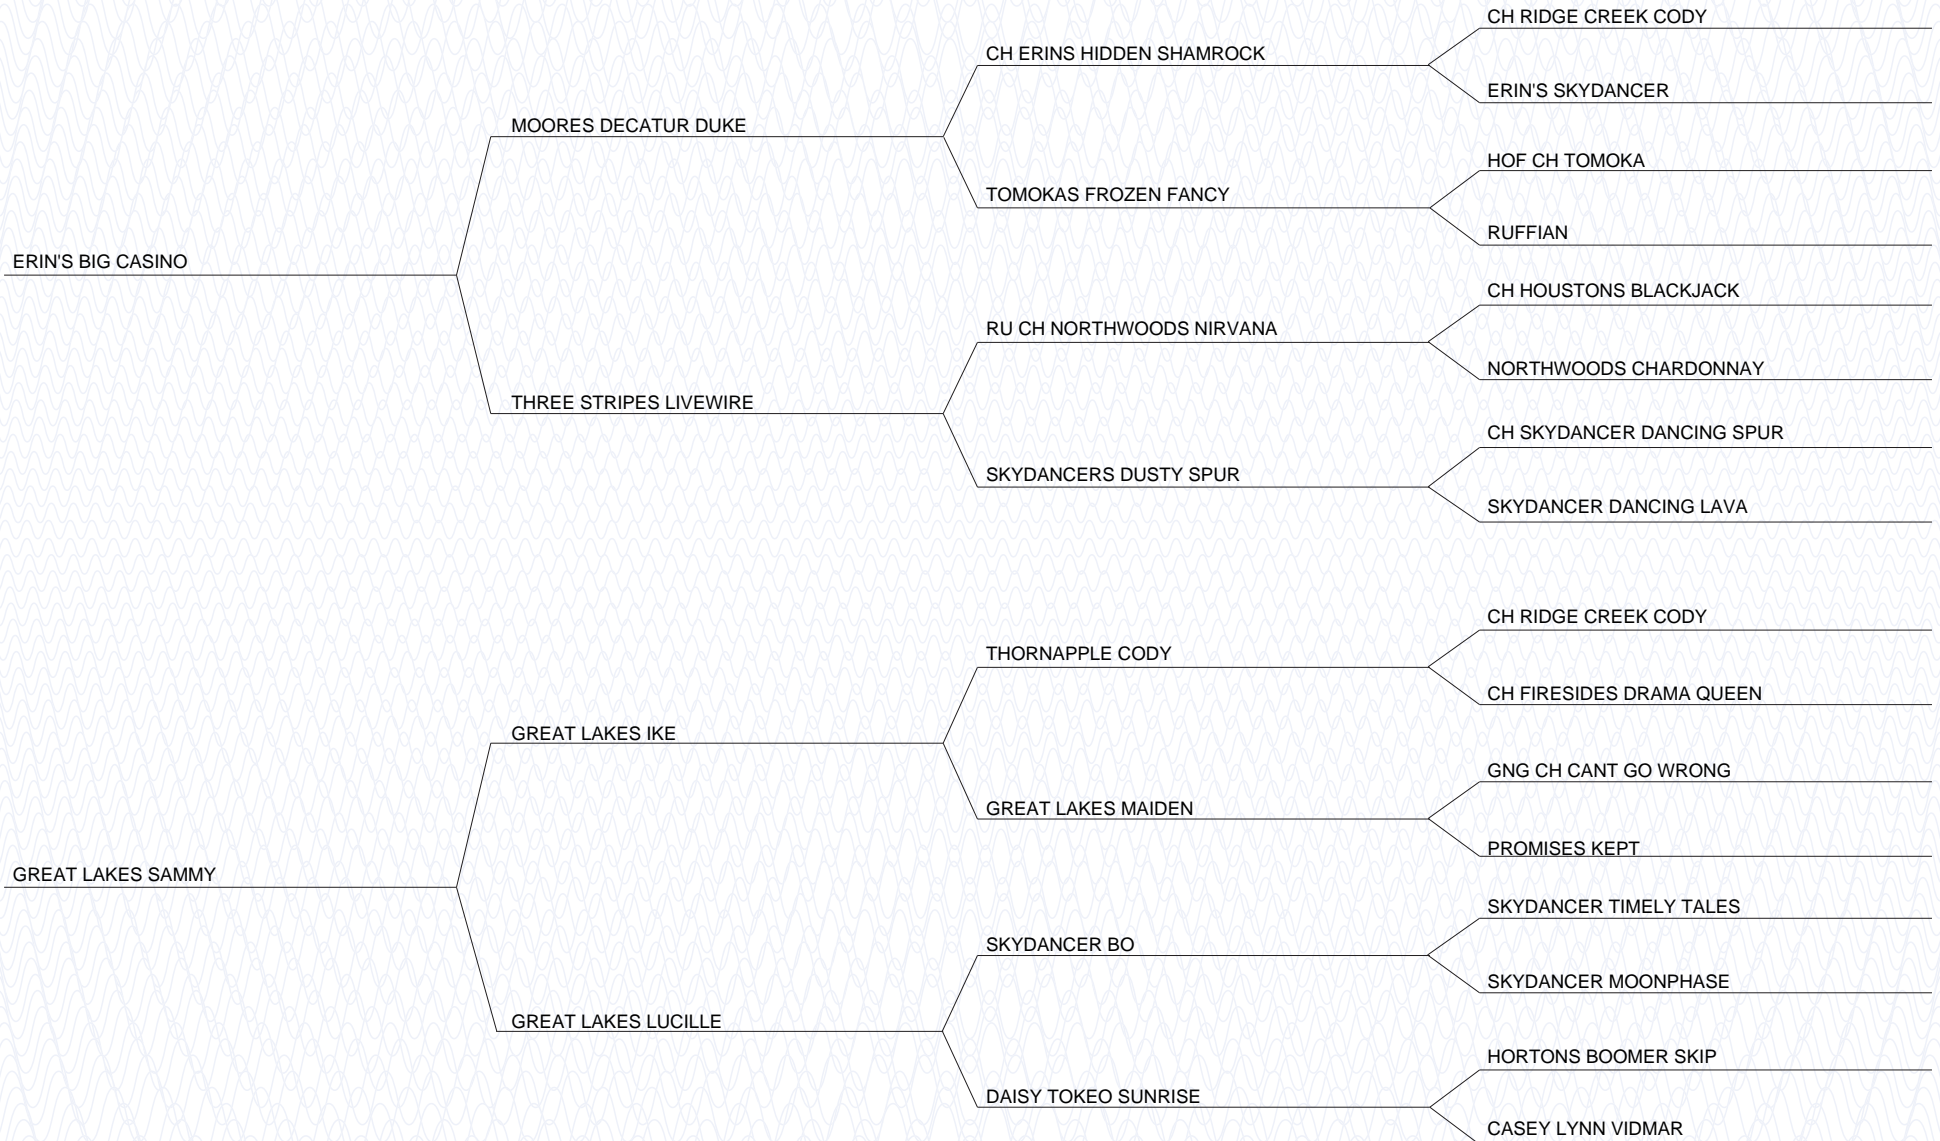 CH RIDGE CREEK CODY
CH ERINS HIDDEN SHAMROCK
ERIN'S SKYDANCER
MOORES DECATUR DUKE
HOF CH TOMOKA
TOMOKAS FROZEN FANCY
RUFFIAN
ERIN'S BIG CASINO
CH HOUSTONS BLACKJACK
RU CH NORTHWOODS NIRVANA
NORTHWOODS CHARDONNAY
THREE STRIPES LIVEWIRE
CH SKYDANCER DANCING SPUR
SKYDANCERS DUSTY SPUR
SKYDANCER DANCING LAVA
CH RIDGE CREEK CODY
THORNAPPLE CODY
CH FIRESIDES DRAMA QUEEN
GREAT LAKES IKE
GNG CH CANT GO WRONG
GREAT LAKES MAIDEN
PROMISES KEPT
GREAT LAKES SAMMY
SKYDANCER TIMELY TALES
SKYDANCER BO
SKYDANCER MOONPHASE
GREAT LAKES LUCILLE
HORTONS BOOMER SKIP
DAISY TOKEO SUNRISE
CASEY LYNN VIDMAR